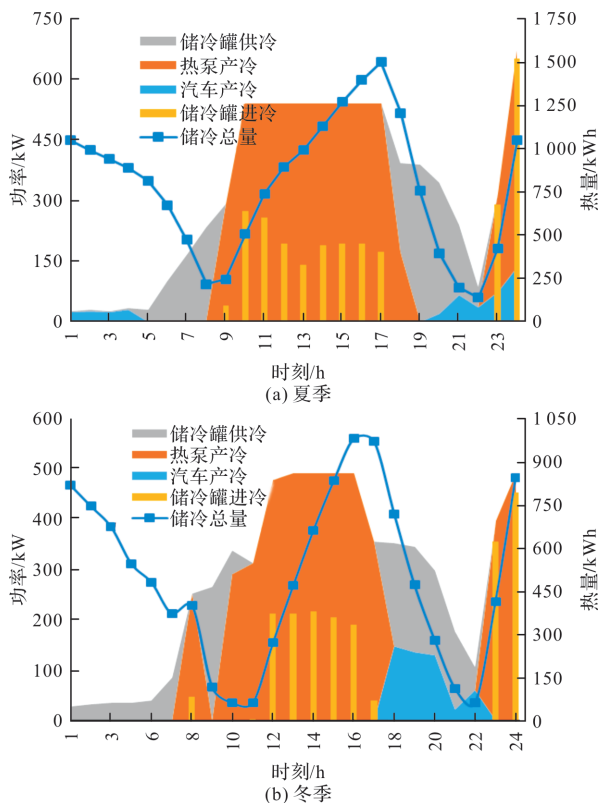 750
600
450
300
150
0
功率/kW
储冷罐供冷
热泵产冷
汽车产冷
储冷罐进冷
储冷总量
1 750
1 500
1 250
1 000
750
500
250
0
热量/kWh
1 3 5 7 9 11 13 15 17 19 21 23
时刻/h
(a) 夏季
600
500
400
300
200
100
0
功率/kW
储冷罐供冷
热泵产冷
汽车产冷
储冷罐进冷
储冷总量
1 050
900
750
600
450
300
150
0
热量/kWh
1 3 4 6 8 10 12 14 16 18 20 22 24
时刻/h
(b) 冬季